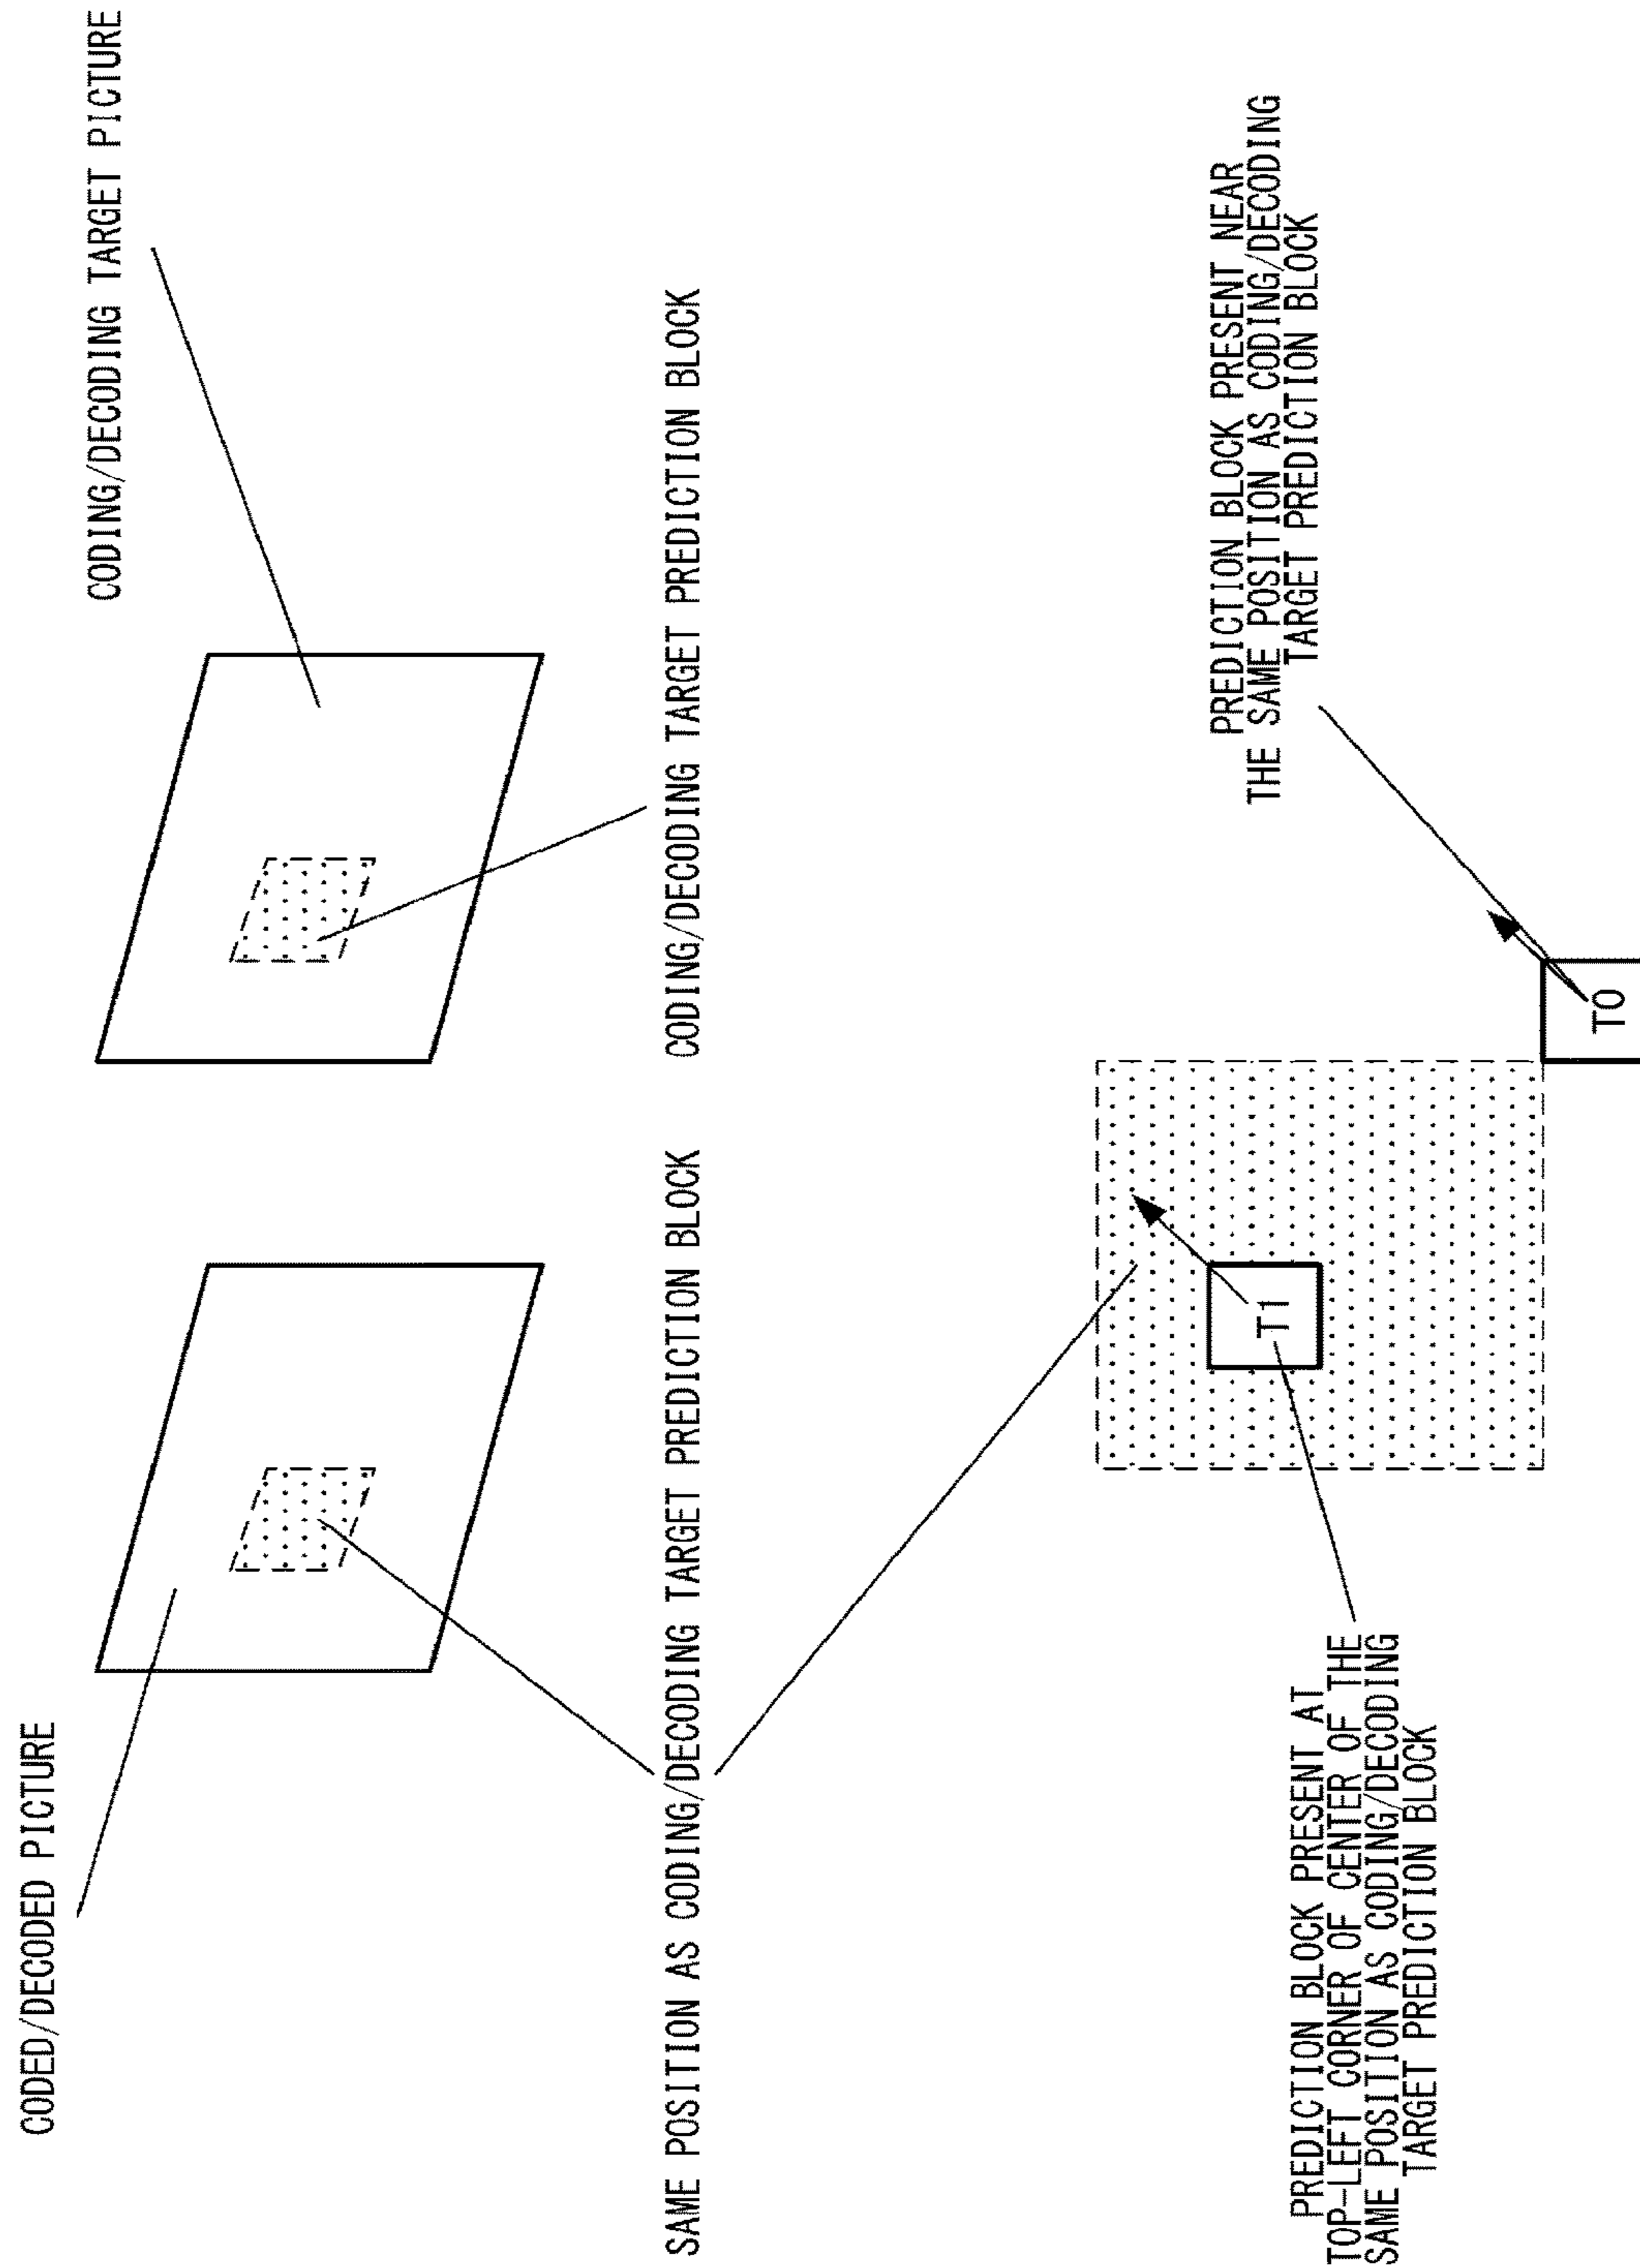 CODED/DECODED PICTURE
CODING/DECODING TARGET PICTURE
SAME POSITION AS CODING/DECODING TARGET PREDICTION BLOCK
CODING/DECODING TARGET PREDICTION BLOCK
PREDICTION BLOCK PRESENT NEAR
THE SAME POSITION AS CODING/DECODING
TARGET PREDICTION BLOCK
T1
PREDICTION BLOCK PRESENT AT
TOP-LEFT CORNER OF CENTER OF THE
SAME POSITION AS CODING/DECODING
TARGET PREDICTION BLOCK
T0